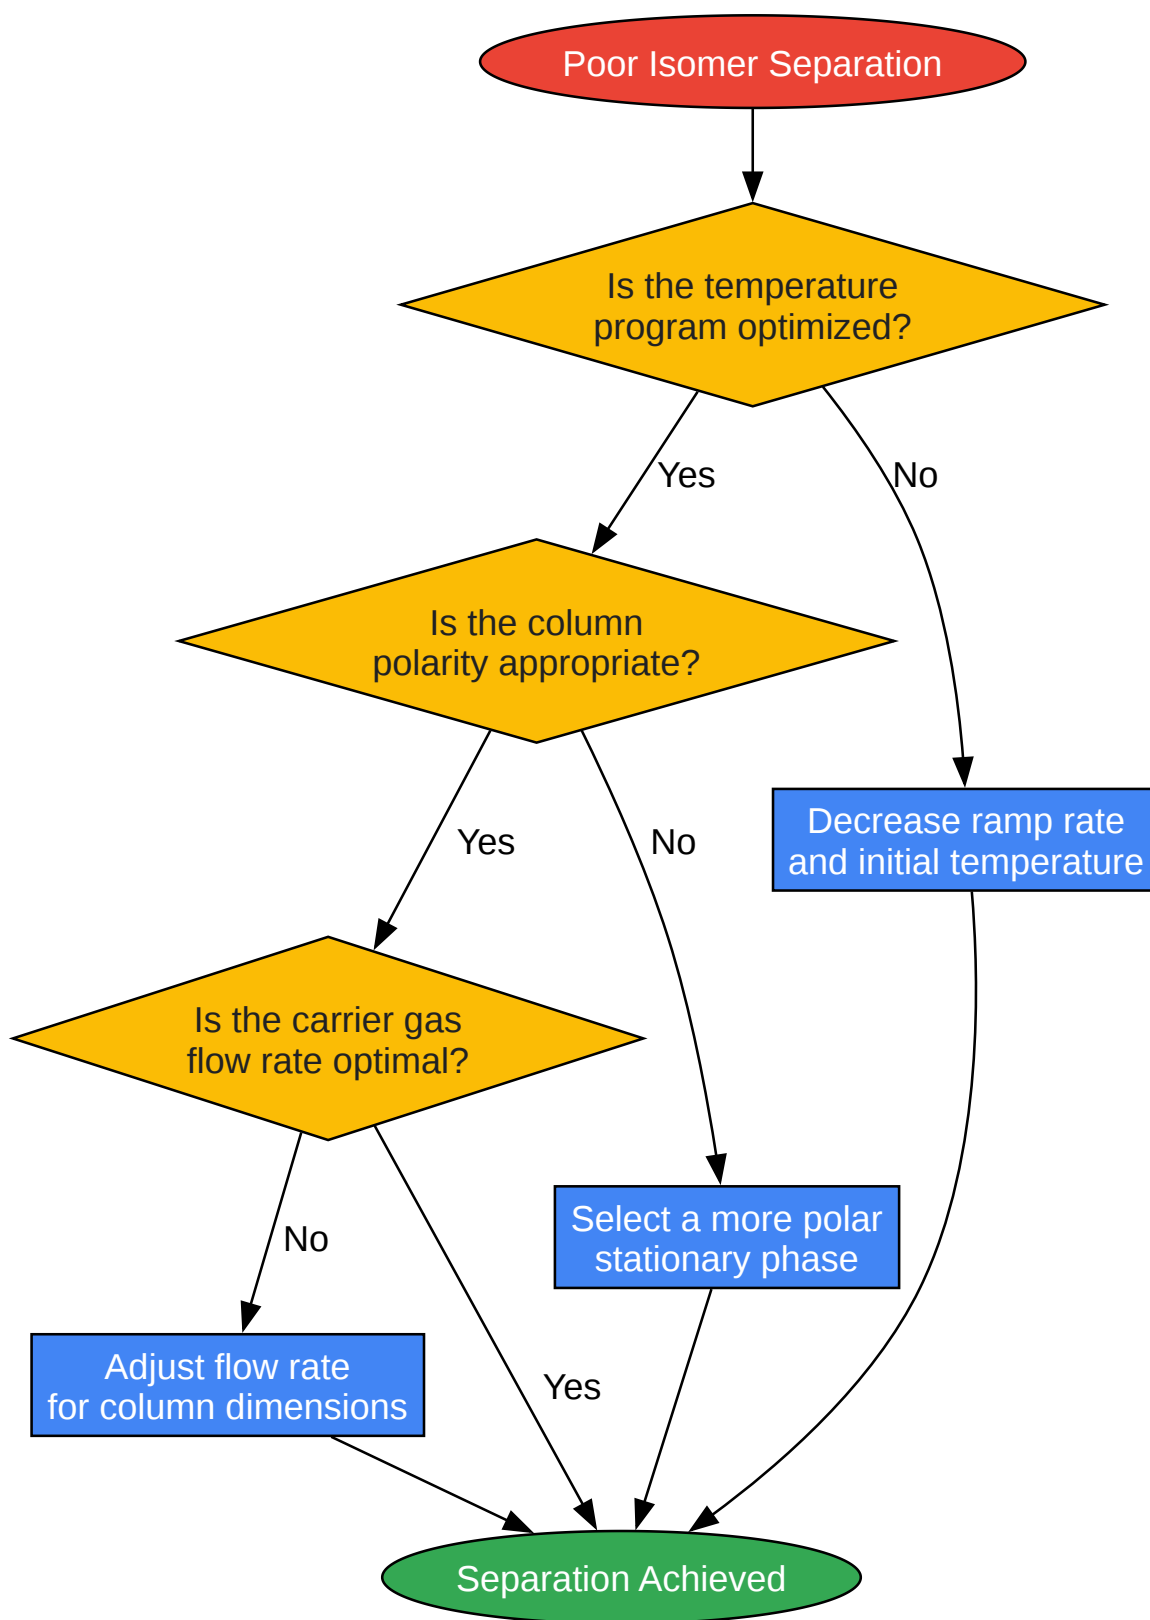 Poor Isomer Separation
Is the temperature
program optimized?
Yes
No
Is the column
polarity appropriate?
Decrease ramp rate
and initial temperature
Yes
No
Is the carrier gas
flow rate optimal?
Select a more polar
stationary phase
No
Adjust flow rate
for column dimensions
Yes
Separation Achieved